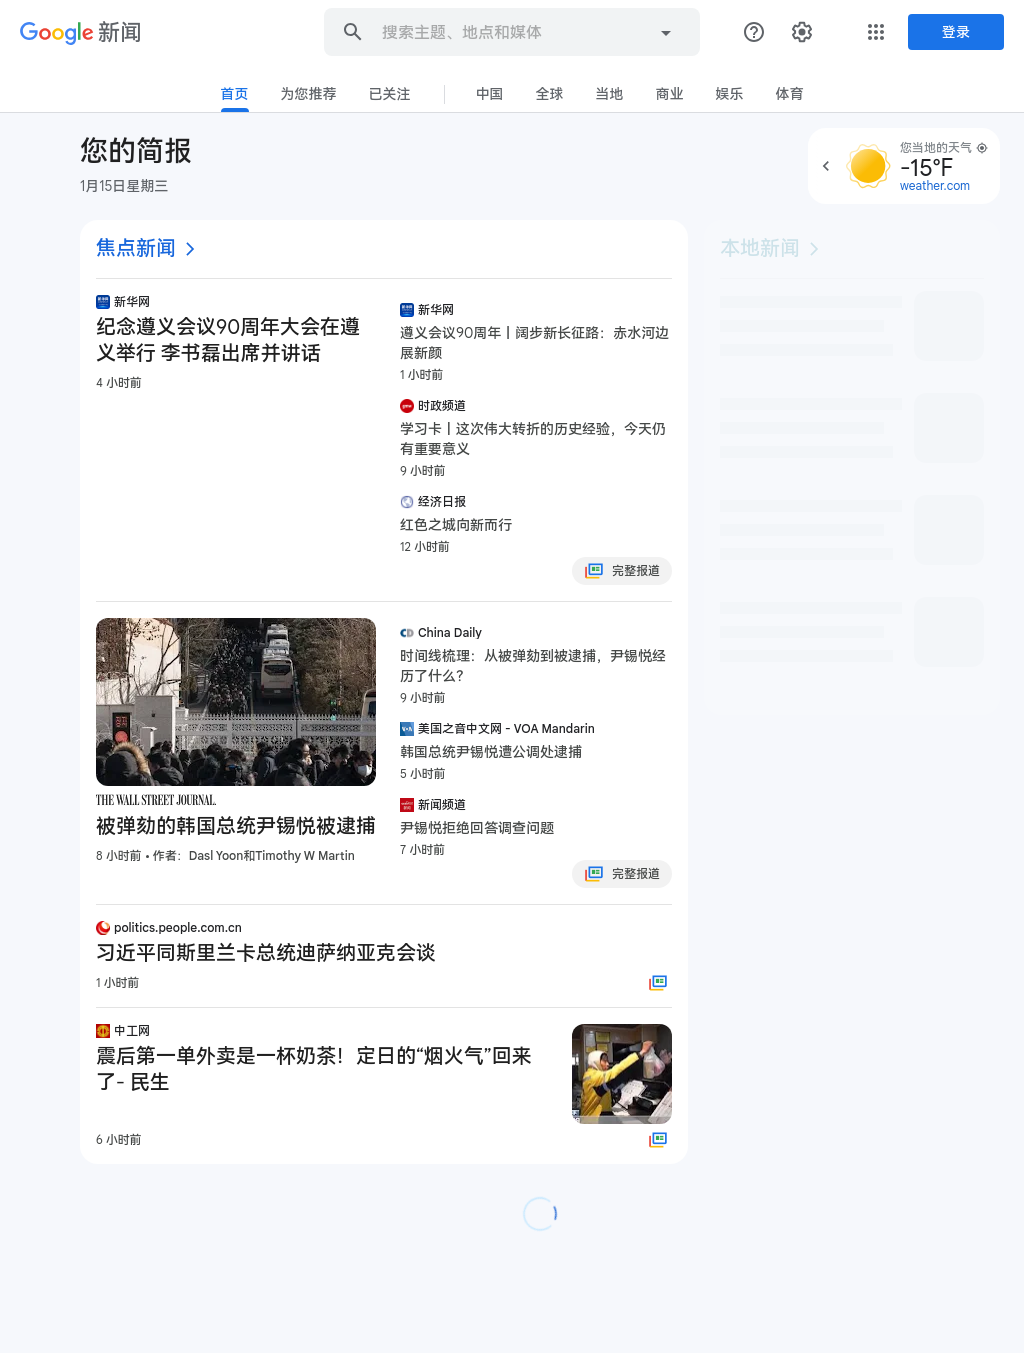 Google 新闻
搜索主题、地点和媒体
登录
首页
为您推荐
已关注
中国
全球
当地
商业
娱乐
体育
您的简报
1月15日星期三
您当地的天气
-15°F
weather.com
焦点新闻
新华网
纪念遵义会议90周年大会在遵
义举行 李书磊出席并讲话
4 小时前
新华网
遵义会议90周年丨阔步新长征路：赤水河边
展新颜
1 小时前
时政频道
学习卡丨这次伟大转折的历史经验，今天仍
有重要意义
9 小时前
经济日报
红色之城向新而行
12 小时前
完整报道
THE WALL STREET JOURNAL.
被弹劾的韩国总统尹锡悦被逮捕
8 小时前 • 作者：Dasl Yoon和Timothy W Martin
China Daily
时间线梳理：从被弹劾到被逮捕，尹锡悦经
历了什么？
9 小时前
美国之音中文网 - VOA Mandarin
韩国总统尹锡悦遭公调处逮捕
5 小时前
新闻频道
尹锡悦拒绝回答调查问题
7 小时前
完整报道
politics.people.com.cn
习近平同斯里兰卡总统迪萨纳亚克会谈
1 小时前
中工网
震后第一单外卖是一杯奶茶！定日的“烟火气”回来
了- 民生
6 小时前
本地新闻